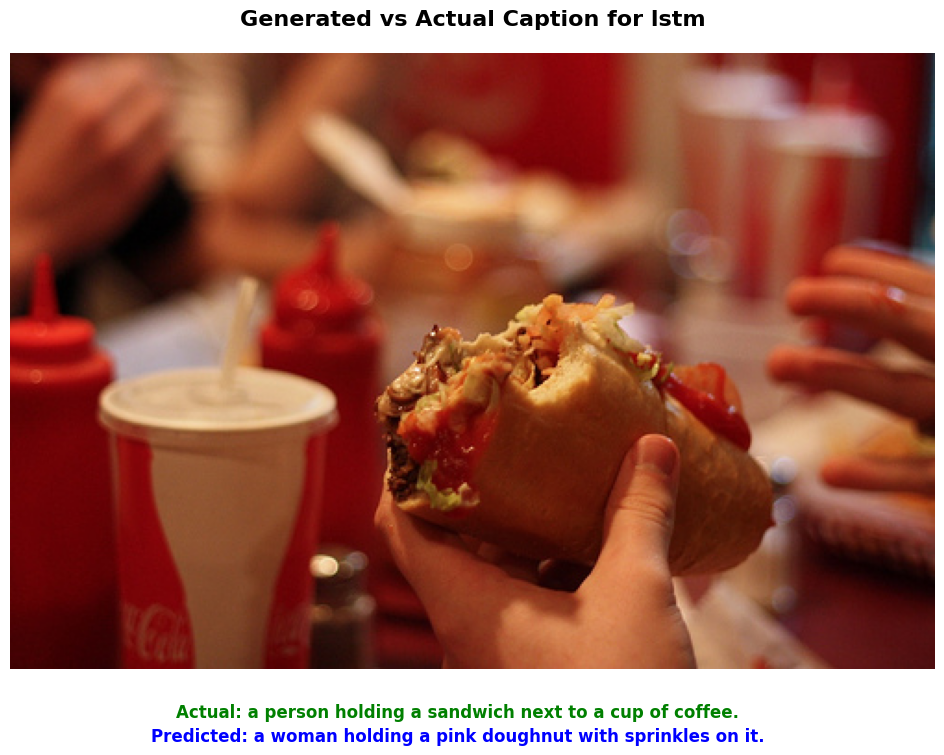 Generated vs Actual Caption for lstm
Coca-Cola
Actual: a person holding a sandwich next to a cup of coffee.
Predicted: a woman holding a pink doughnut with sprinkles on it.